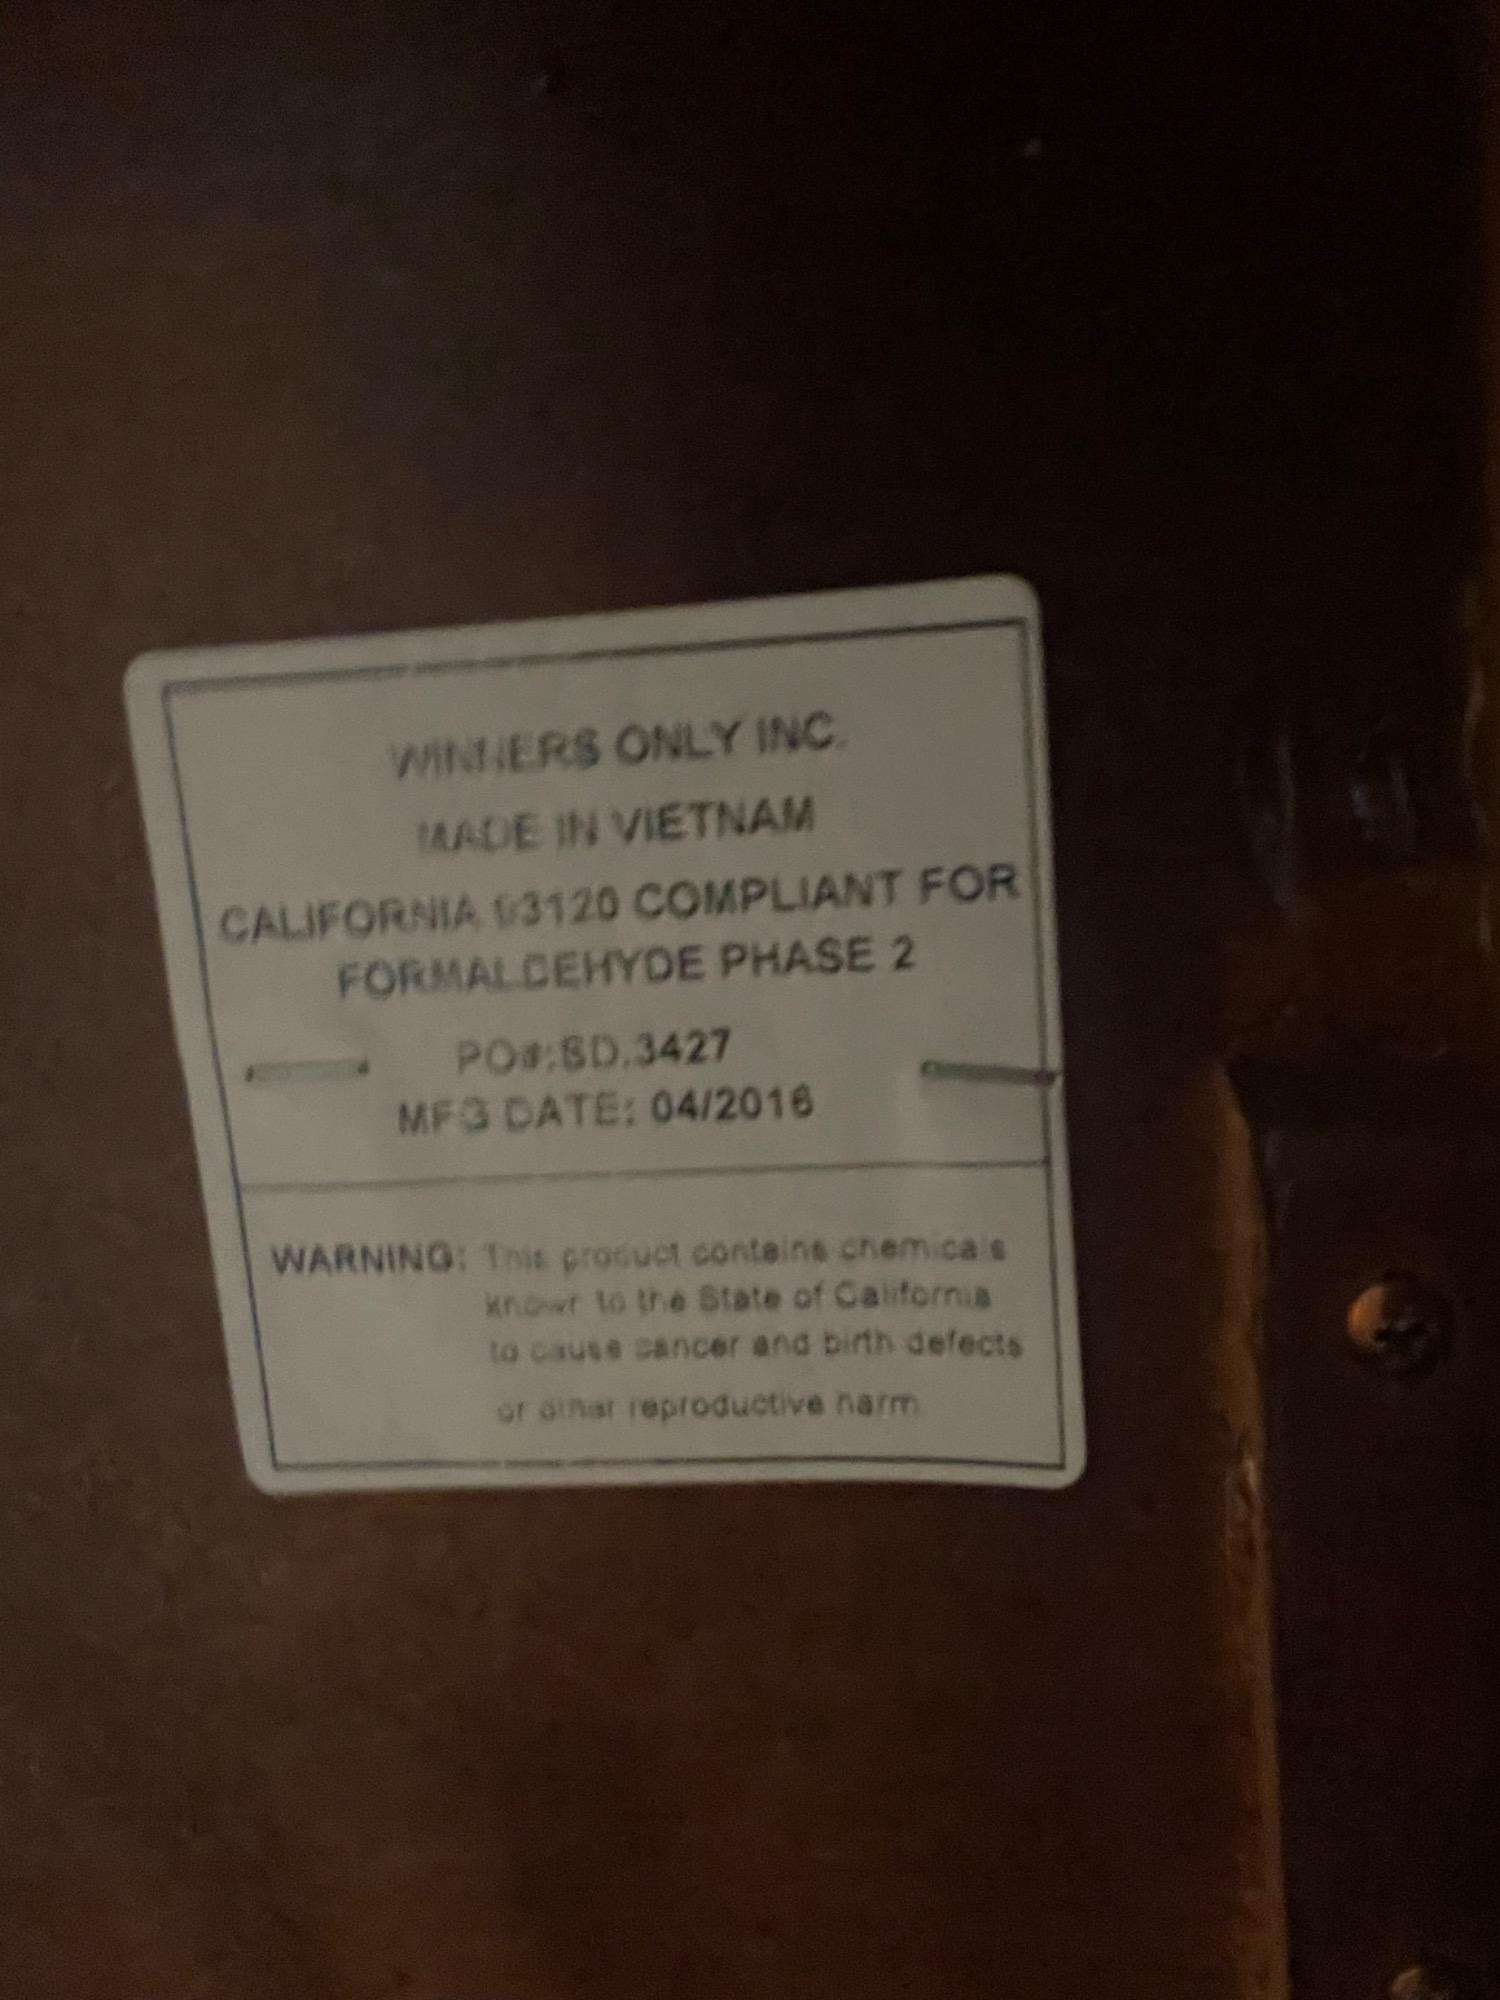 WINNERS ONLY INC.
MADE IN VIETNAM
CALIFORNIA 93120 COMPLIANT FOR
FORMALDEHYDE PHASE 2
PO#:SD.3427
MFG DATE: 04/2016
WARNING: This product contains chemicals
known to the State of California
to cause cancer and birth defects
or other reproductive harm